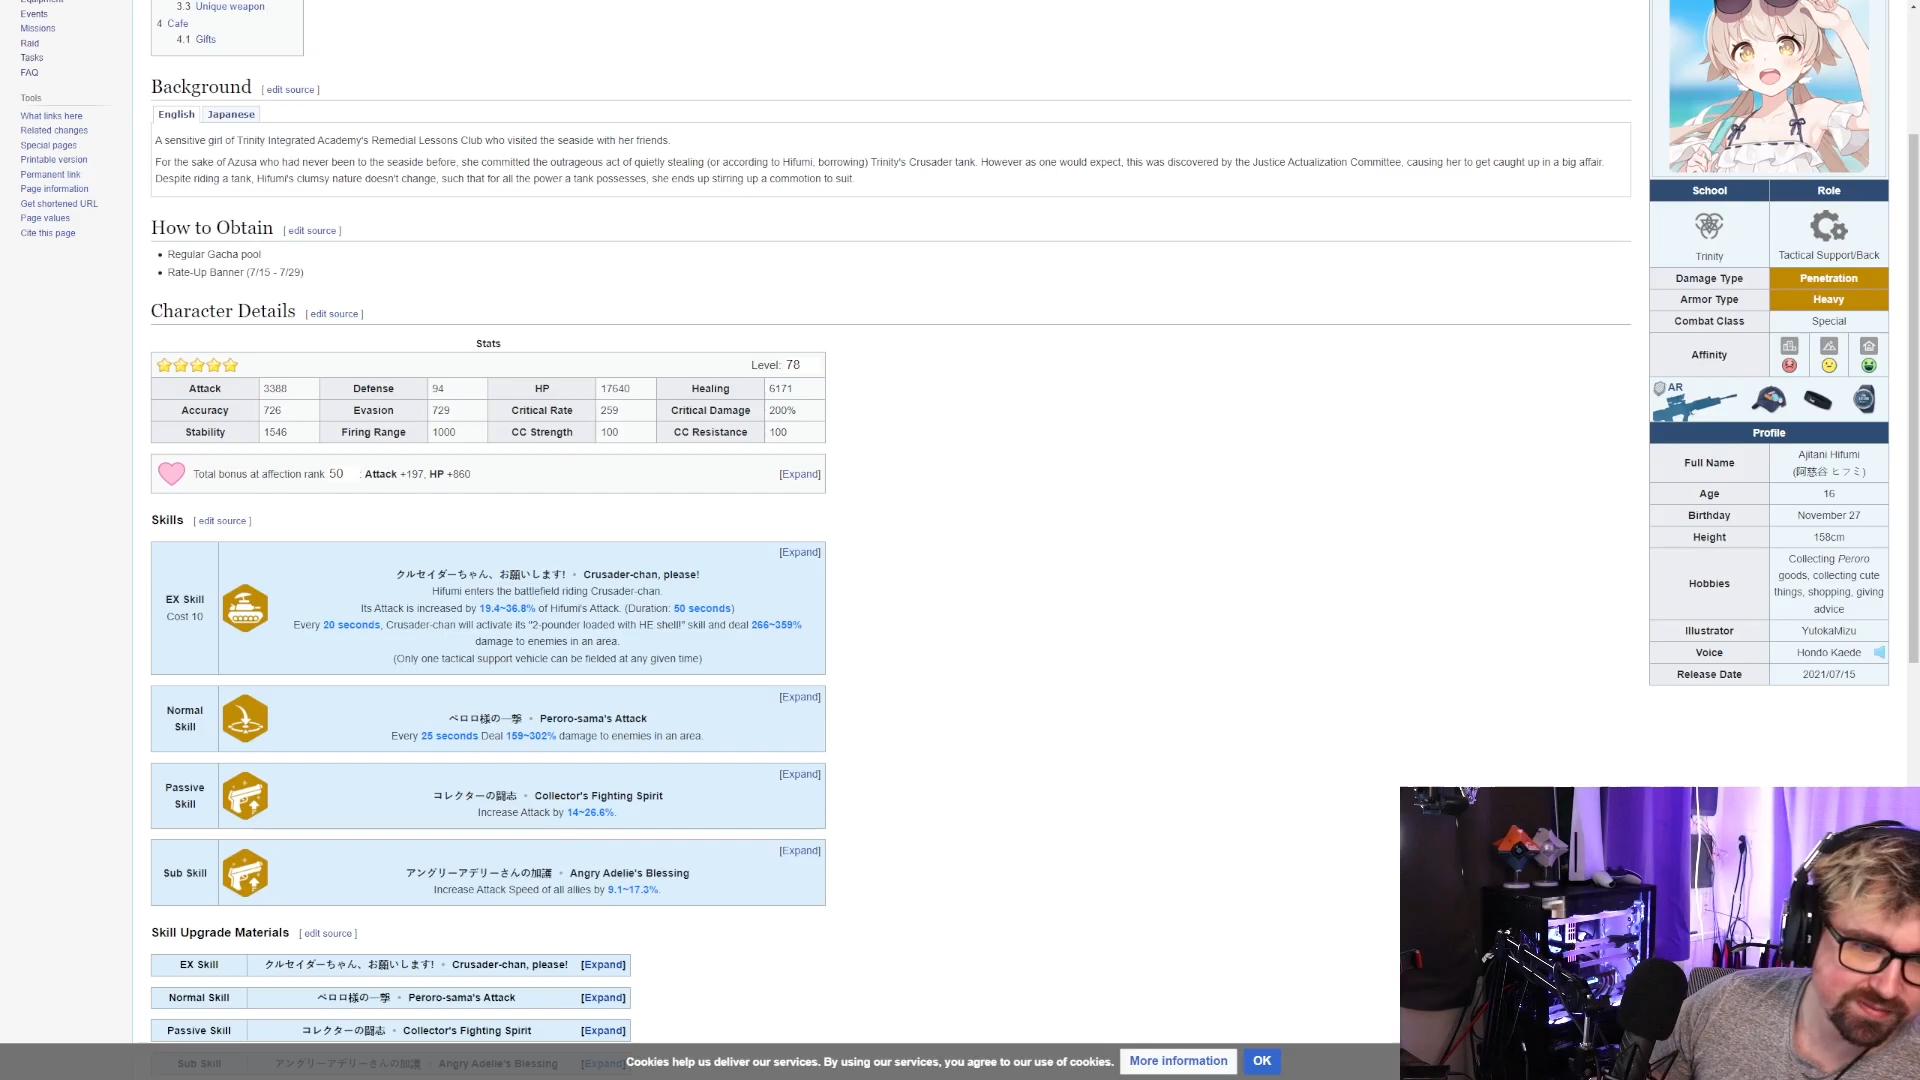 Events
Missions
Raid
Tasks
FAQ
Tools
What links here
Related changes
Special pages
Printable version
Permanent link
Page information
Get shortened URL
Page values
Cite this page
3.3 Unique weapon
4 Cafe
4.1 Gifts
Background [ edit source ]
English Japanese
A sensitive girl of Trinity Integrated Academy's Remedial Lessons Club who visited the seaside with her friends.
For the sake of Azusa who had never been to the seaside before, she committed the outrageous act of quietly stealing (or according to Hifumi, borrowing) Trinity's Crusader tank. However as one would expect, this was discovered by the Justice Actualization Committee, causing her to get caught up in a big affair.
Despite riding a tank, Hifumi's clumsy nature doesn't change, such that for all the power a tank possesses, she ends up stirring up a commotion to suit.
How to Obtain [ edit source ]
Regular Gacha pool
Rate-Up Banner (7/15 - 7/29)
Character Details [ edit source ]
Stats
Level: 78
Attack 3388 Defense 94 HP 17640 Healing 6171
Accuracy 726 Evasion 729 Critical Rate 259 Critical Damage 200%
Stability 1546 Firing Range 1000 CC Strength 100 CC Resistance 100
Total bonus at affection rank 50 : Attack +197, HP +860 [Expand]
Skills [ edit source ]
[Expand]
EX Skill
Cost 10
クルセイダーちゃん、お願いします! • Crusader-chan, please!
Hifumi enters the battlefield riding Crusader-chan.
Its Attack is increased by 19.4~36.8% of Hifumi's Attack. (Duration: 50 seconds)
Every 20 seconds, Crusader-chan will activate its "2-pounder loaded with HE shell!" skill and deal 266~359%
damage to enemies in an area.
(Only one tactical support vehicle can be fielded at any given time)
[Expand]
Normal
Skill
ペロロ様の一撃 • Peroro-sama's Attack
Every 25 seconds Deal 159~302% damage to enemies in an area.
[Expand]
Passive
Skill
コレクターの闘志 • Collector's Fighting Spirit
Increase Attack by 14~26.6%.
[Expand]
Sub Skill
アングリーアデリーさんの加護 • Angry Adelie's Blessing
Increase Attack Speed of all allies by 9.1~17.3%.
Skill Upgrade Materials [ edit source ]
EX Skill クルセイダーちゃん、お願いします! • Crusader-chan, please! [Expand]
Normal Skill ペロロ様の一撃 • Peroro-sama's Attack [Expand]
Passive Skill コレクターの闘志 • Collector's Fighting Spirit [Expand]
Sub Skill アングリーアデリーさんの加護 • Angry Adelie's Blessing [Expand]
Cookies help us deliver our services. By using our services, you agree to our use of cookies. More information OK
School Role
Trinity Tactical Support/Back
Damage Type Penetration
Armor Type Heavy
Combat Class Special
Affinity
AR
Profile
Full Name Ajitani Hifumi
(阿慈谷 ヒフミ)
Age 16
Birthday November 27
Height 158cm
Hobbies Collecting Peroro
goods, collecting cute
things, shopping, giving
advice
Illustrator YutokaMizu
Voice Hondo Kaede
Release Date 2021/07/15